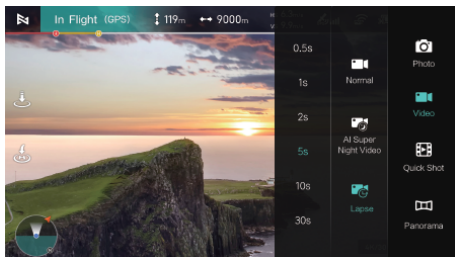 In Flight (GPS) 119m 9000m
H
V
0.5s
1s
2s
5s
10s
30s
Normal
AI Super
Night Video
Lapse
Photo
Video
Quick Shot
Panorama